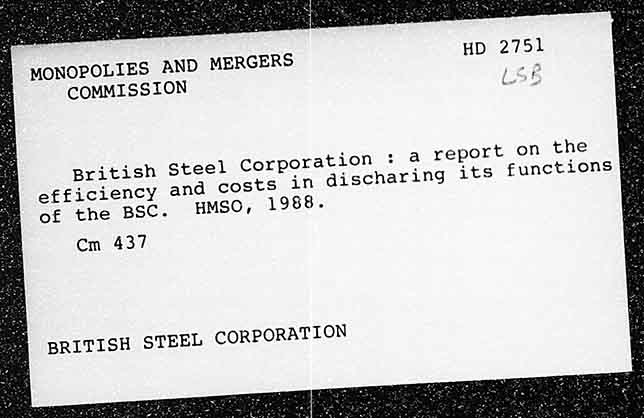 MONOPOLIES AND MERGERS
COMMISSION
HD 2751
LSB
British Steel Corporation : a report on the
efficiency and costs in discharing its functions
of the BSC. HMSO, 1988.
Cm 437
BRITISH STEEL CORPORATION